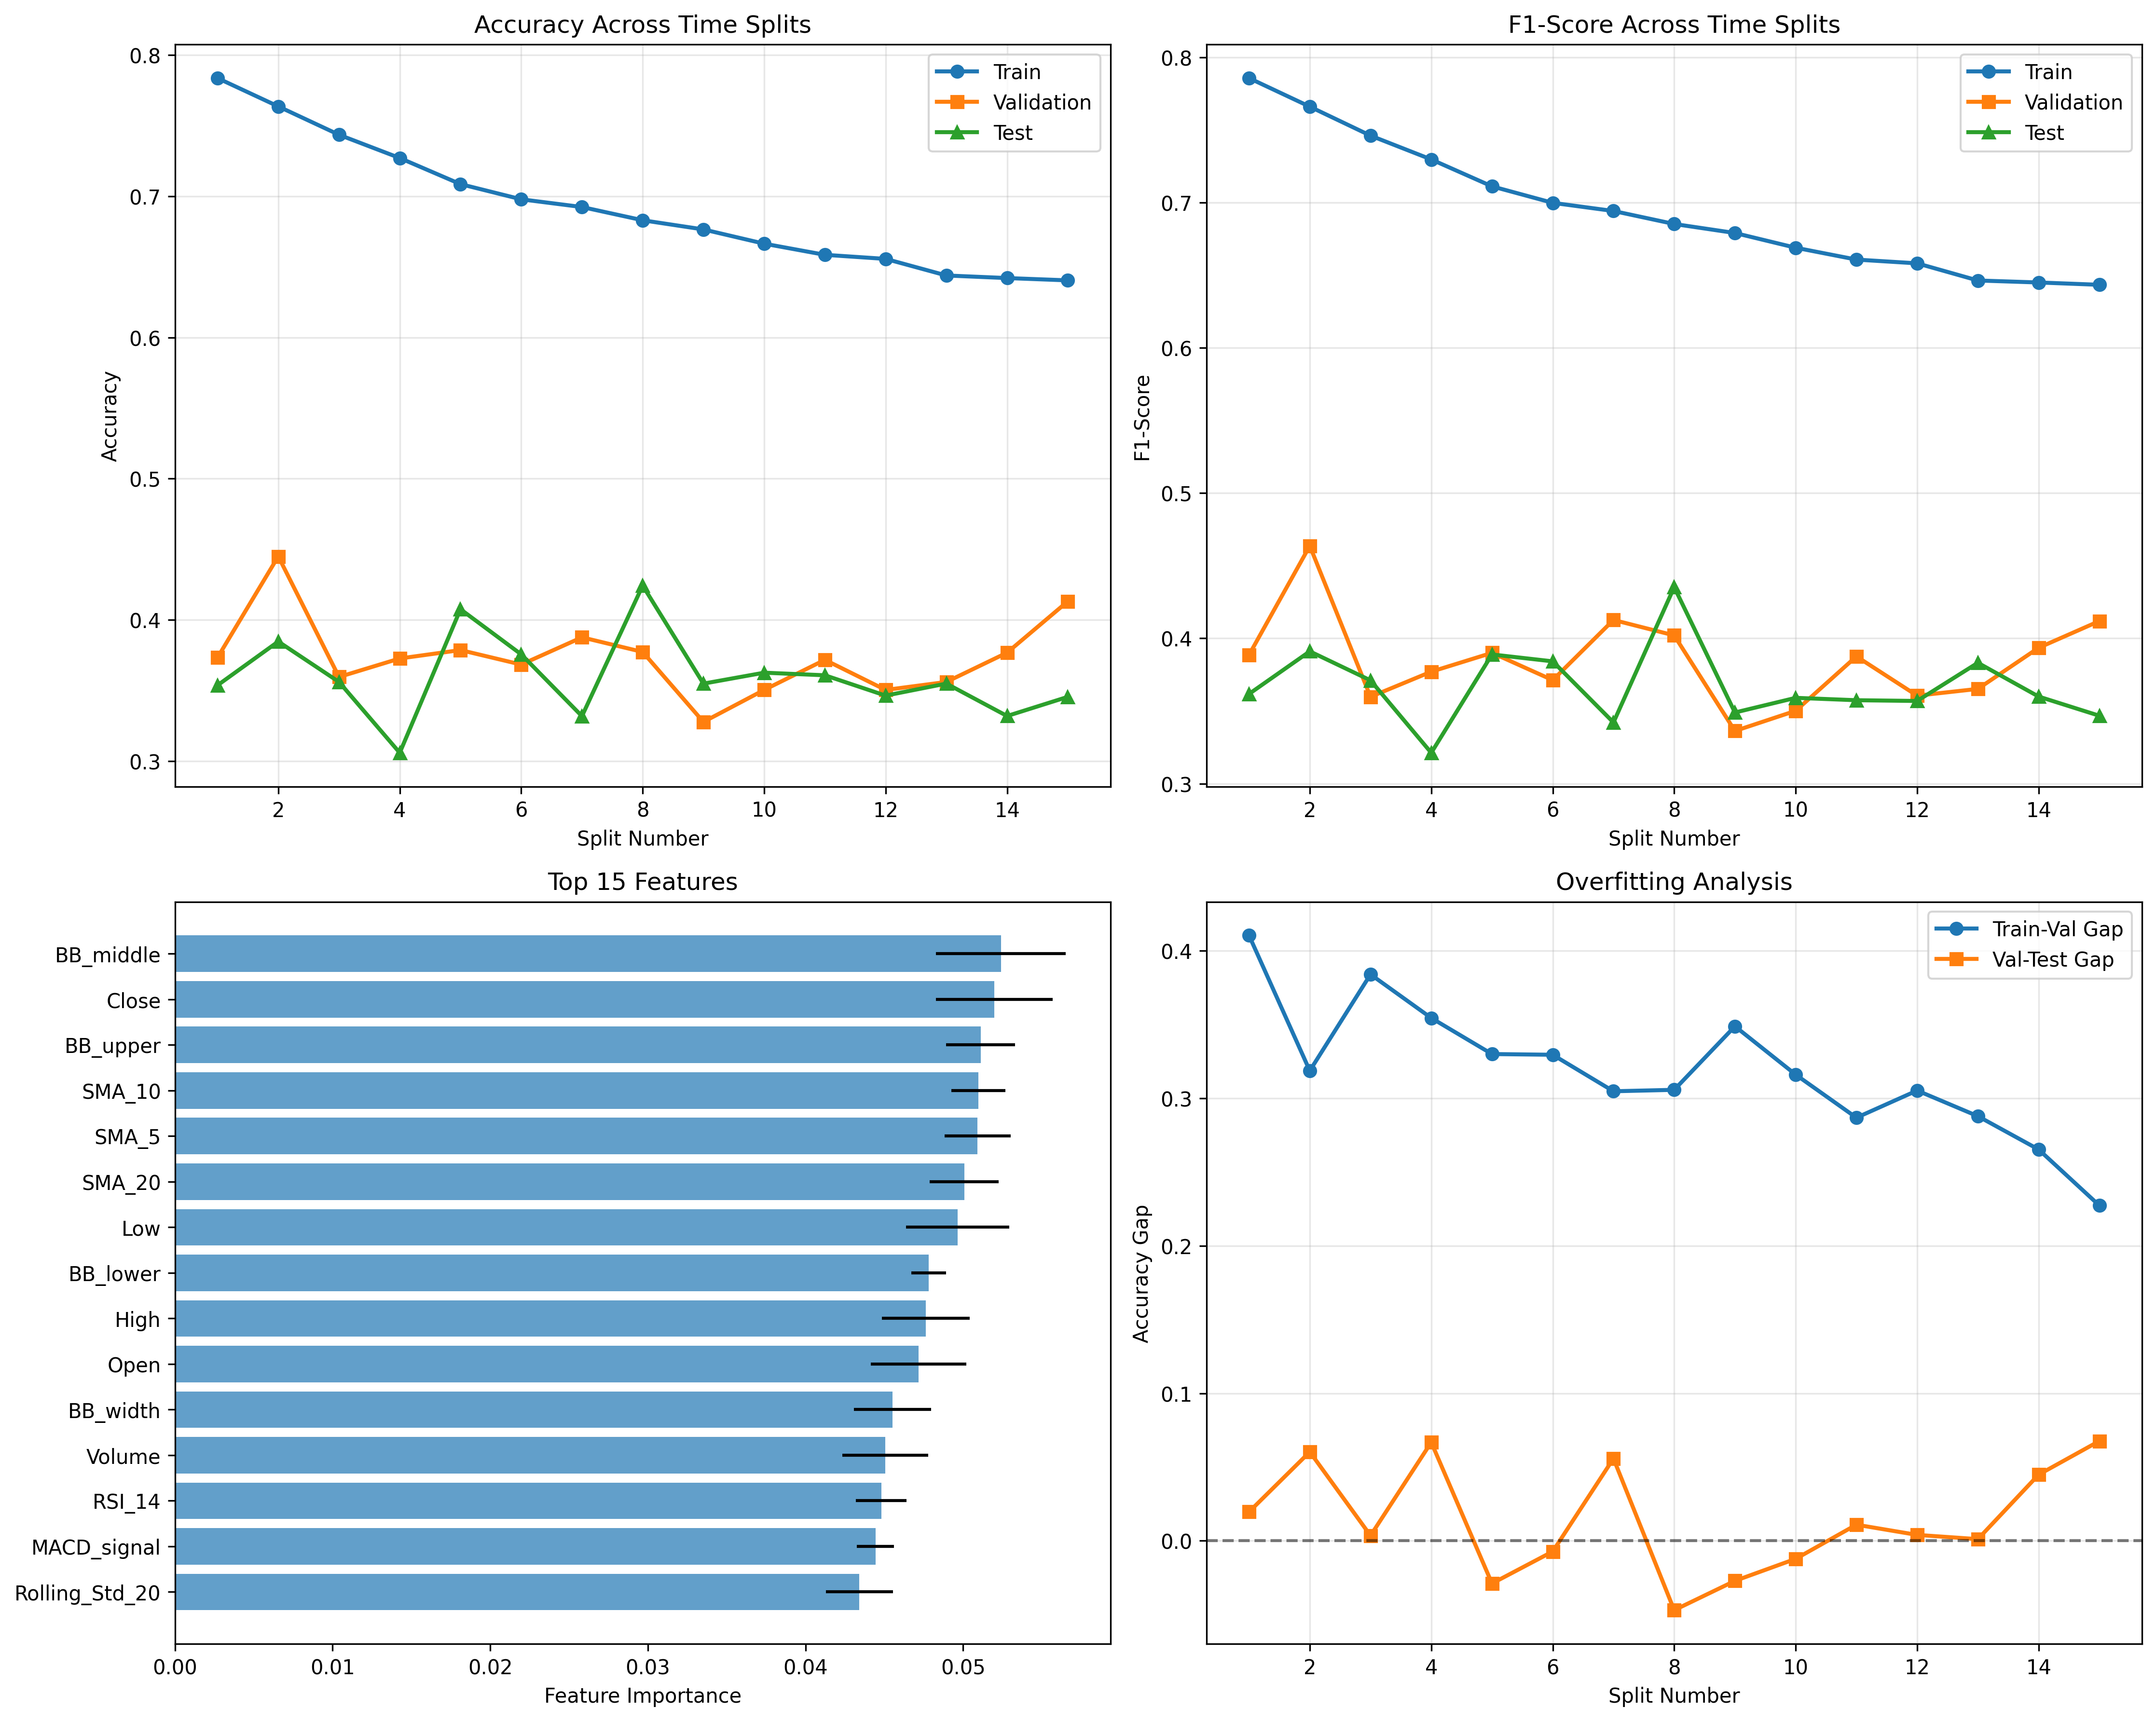 Accuracy Across Time Splits
0.8
0.7
0.6
0.5
0.4
0.3
Accuracy
Train
Validation
Test
2 4 6 8 10 12 14
Split Number
F1-Score Across Time Splits
0.8
0.7
0.6
0.5
0.4
0.3
F1-Score
Train
Validation
Test
2 4 6 8 10 12 14
Split Number
Top 15 Features
BB_middle
Close
BB_upper
SMA_10
SMA_5
SMA_20
Low
BB_lower
High
Open
BB_width
Volume
RSI_14
MACD_signal
Rolling_Std_20
0.00 0.01 0.02 0.03 0.04 0.05
Feature Importance
Overfitting Analysis
0.4
0.3
0.2
0.1
0.0
Accuracy Gap
Train-Val Gap
Val-Test Gap
2 4 6 8 10 12 14
Split Number